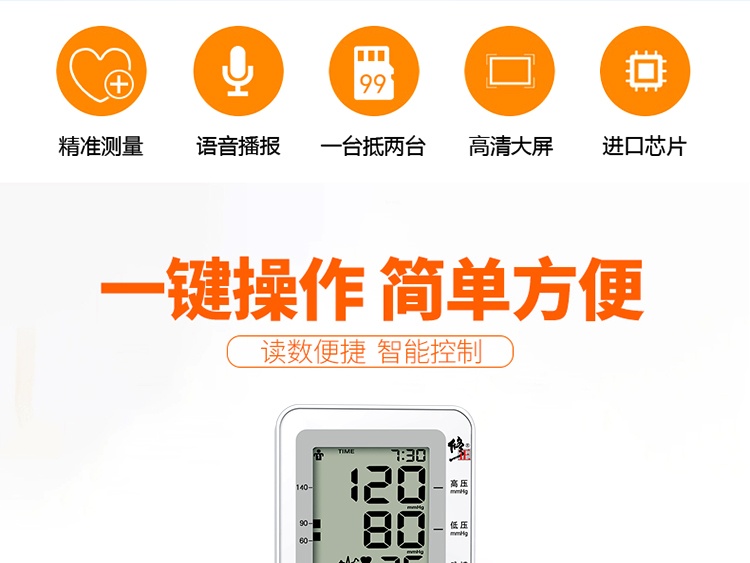 99
精准测量
语音播报
一台抵两台
高清大屏
进口芯片
一键操作 简单方便
读数便捷 智能控制
TIME
7:30
140
120
mmHg
高压
mmHg
90
80
mmHg
低压
mmHg
60